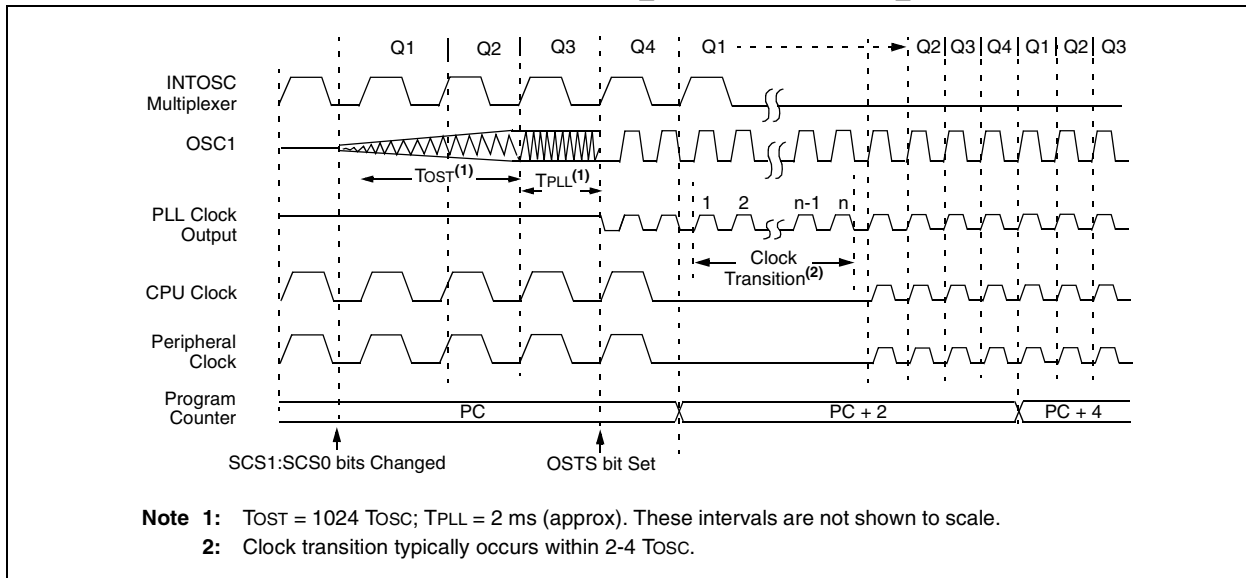 Q1 Q2 Q3 Q4 Q1 Q2 Q3 Q4 Q1 Q2 Q3
INTOSC
Multiplexer
OSC1
TOST(1) TPLL(1)
1 2 n-1 n
PLL Clock
Output
Clock
Transition(2)
CPU Clock
Peripheral
Clock
Program
Counter
PC PC + 2 PC + 4
SCS1:SCS0 bits Changed OSTS bit Set
Note 1: TOST = 1024 TOSC; TPLL = 2 ms (approx). These intervals are not shown to scale.
2: Clock transition typically occurs within 2-4 TOSC.